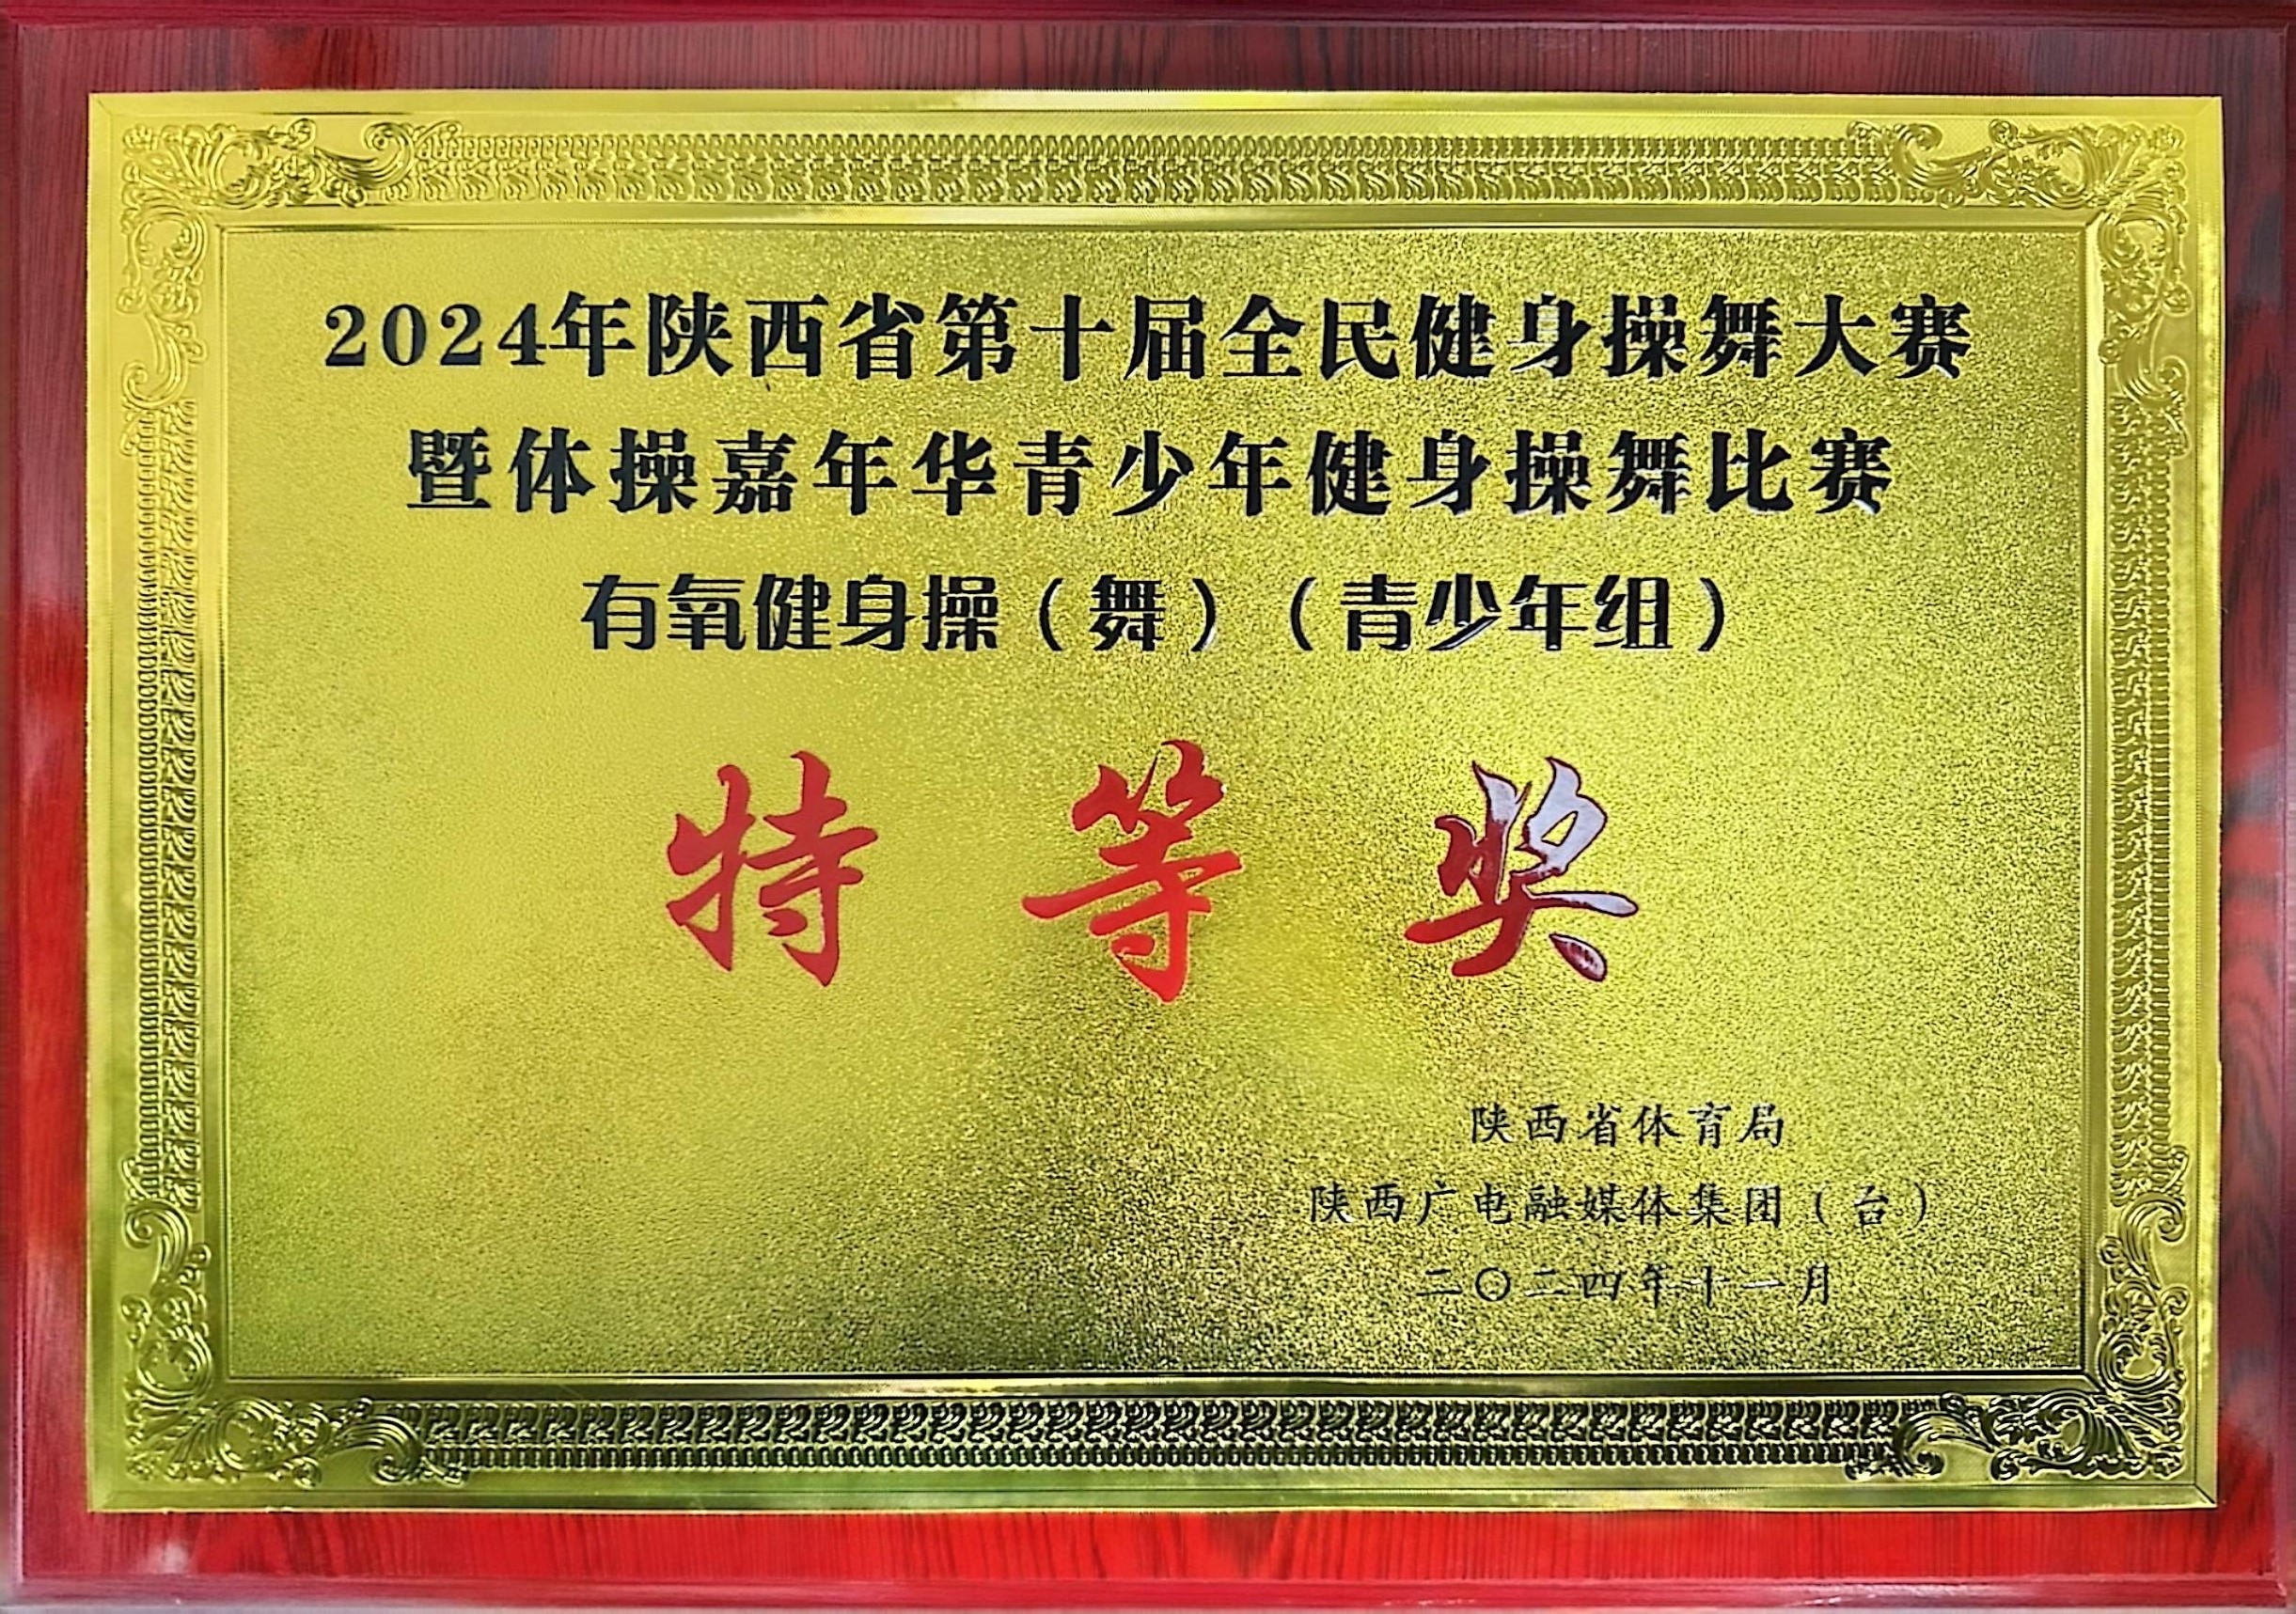 2024年陕西省第十届全民健身操舞大赛
暨体操嘉年华青少年健身操舞比赛
有氧健身操（舞）（青少年组）
特等奖
陕西省体育局
陕西广电融媒体集团（台）
二〇二四年十一月